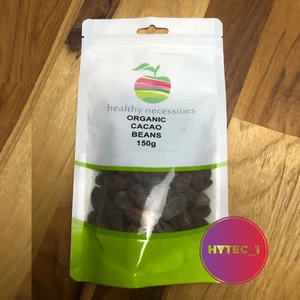 healthy necessities
ORGANIC
CACAO
BEANS
150g
HYTEC_1